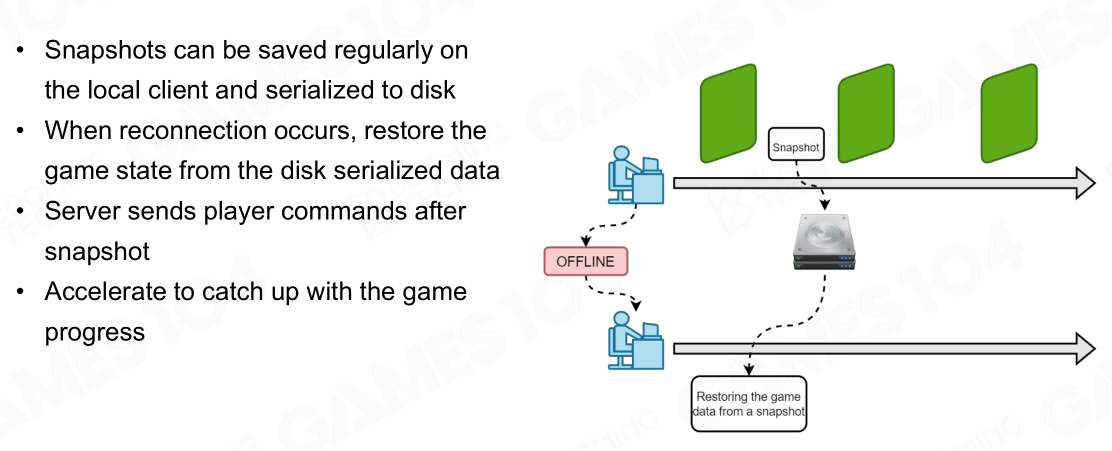 • Snapshots can be saved regularly on
the local client and serialized to disk
• When reconnection occurs, restore the
game state from the disk serialized data
• Server sends player commands after
snapshot
• Accelerate to catch up with the game
progress
Snapshot
OFFLINE
Restoring the game
data from a snapshot
GAMES104